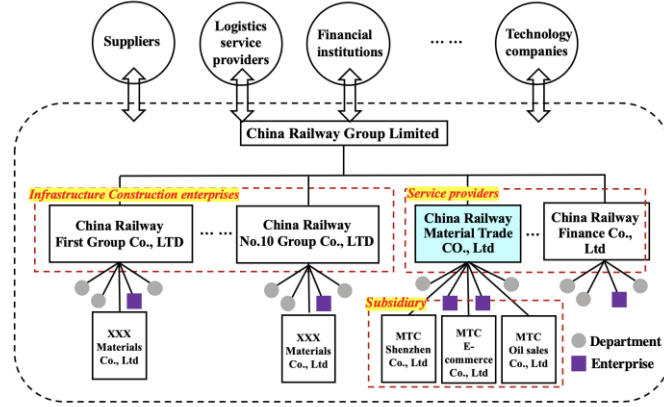 Suppliers
Logistics
service
providers
Financial
institutions
... ...
Technology
companies
China Railway Group Limited
Infrastructure Construction enterprises
Service providers
China Railway
First Group Co., LTD
... ...
China Railway
No.10 Group Co., LTD
China Railway
Material Trade
CO., Ltd
...
China Railway
Finance Co.,
Ltd
Subsidiary
XXX
Materials
Co., Ltd
XXX
Materials
Co., Ltd
MTC
Shenzhen
Co., Ltd
MTC
E-
commerce
Co., Ltd
MTC
Oil sales
Co., Ltd
Department
Enterprise